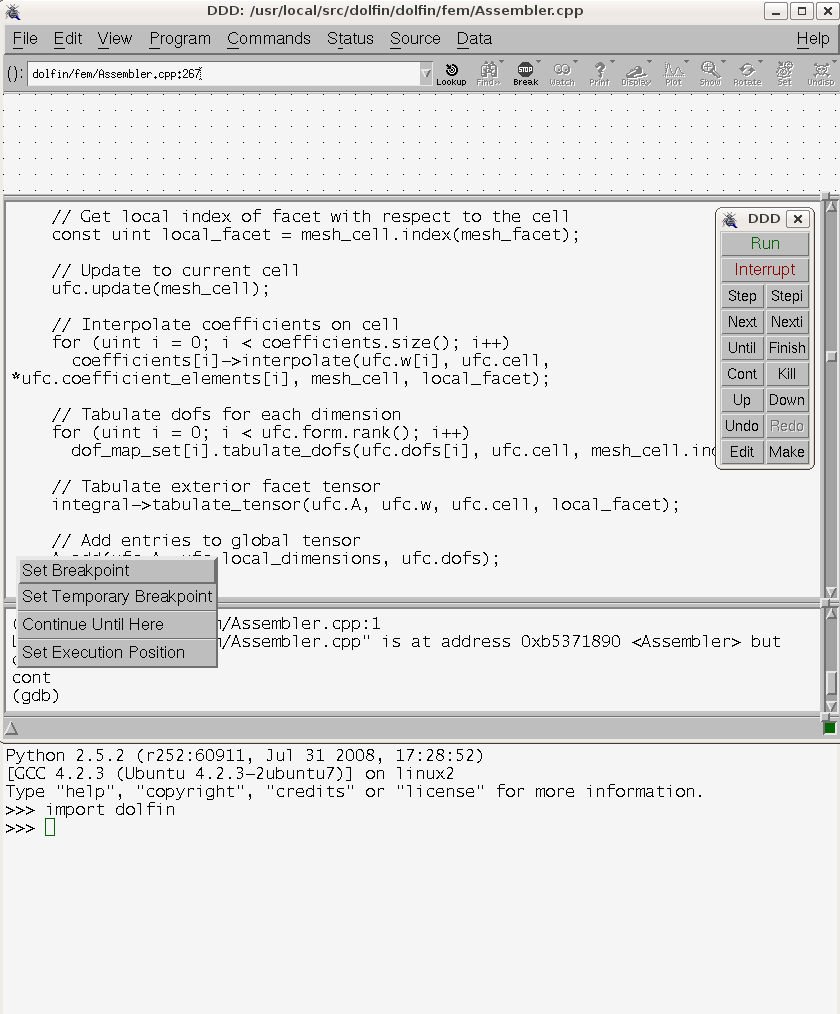 DDD: /usr/local/src/dolfin/dolfin/fem/Assembler.cpp
File Edit View Program Commands Status Source Data Help
(): dolfin/fem/Assembler.cpp:267
Lookup Find» Break Watch Print Display Plot Show Rotate Set Undisp
// Get local index of facet with respect to the cell
const uint local_facet = mesh_cell.index(mesh_facet);
// Update to current cell
ufc.update(mesh_cell);
// Interpolate coefficients on cell
for (uint i = 0; i < coefficients.size(); i++)
coefficients[i]->interpolate(ufc.w[i], ufc.cell,
*ufc.coefficient_elements[i], mesh_cell, local_facet);
// Tabulate dofs for each dimension
for (uint i = 0; i < ufc.form.rank(); i++)
dof_map_set[i].tabulate_dofs(ufc.dofs[i], ufc.cell, mesh_cell.ind
// Tabulate exterior facet tensor
integral->tabulate_tensor(ufc.A, ufc.w, ufc.cell, local_facet);
// Add entries to global tensor
local_dimensions, ufc.dofs);
DDD
Run
Interrupt
Step Stepi
Next Nexti
Until Finish
Cont Kill
Up Down
Undo Redo
Edit Make
Set Breakpoint
Set Temporary Breakpoint
Continue Until Here
Set Execution Position
/Assembler.cpp:1
/Assembler.cpp" is at address 0xb5371890 <Assembler> but
cont
(gdb)
Python 2.5.2 (r252:60911, Jul 31 2008, 17:28:52)
[GCC 4.2.3 (Ubuntu 4.2.3-2ubuntu7)] on linux2
Type "help", "copyright", "credits" or "license" for more information.
>>> import dolfin
>>>